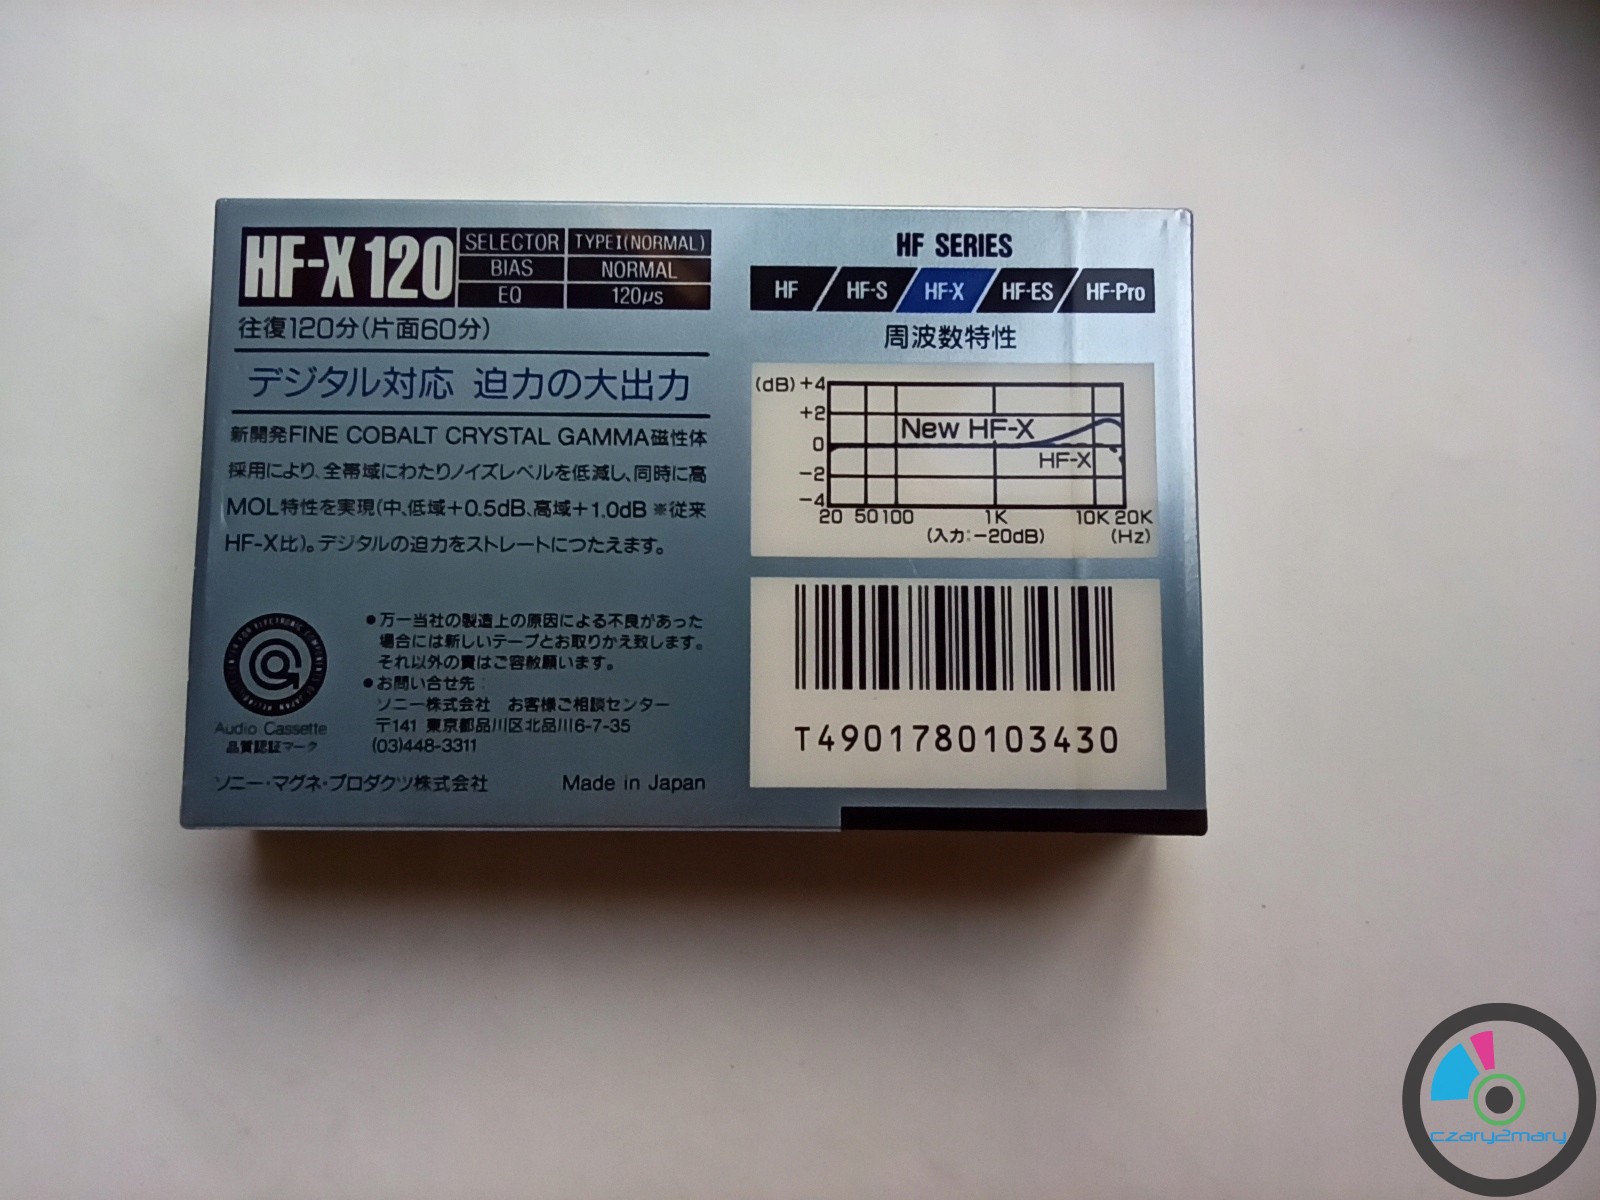 HF-X 120
SELECTOR TYPE I (NORMAL)
BIAS NORMAL
EQ 120μs
往復120分(片面60分)
デジタル対応 迫力の大出力
新開発FINE COBALT CRYSTAL GAMMA磁性体
採用により、全帯域にわたりノイズレベルを低減し、同時に高
MOL特性を実現(中、低域+0.5dB、高域+1.0dB ※従来
HF-X比)。デジタルの迫力をストレートにつたえます。
●万一当社の製造上の原因による不良があった
場合には新しいテープとお取りかえ致します。
それ以外の責はご容赦願います。
●お問い合せ先:
ソニー株式会社 お客様ご相談センター
〒141 東京都品川区北品川6-7-35
(03)448-3311
Audio Cassette
品質認証マーク
ソニー・マグネ・プロダクツ株式会社 Made in Japan
HF SERIES
HF HF-S HF-X HF-ES HF-Pro
周波数特性
(dB) +4
+2
0
-2
-4
New HF-X
HF-X
20 50 100 1K 10K 20K
(入力:-20dB) (Hz)
T4901780103430
czary2mary